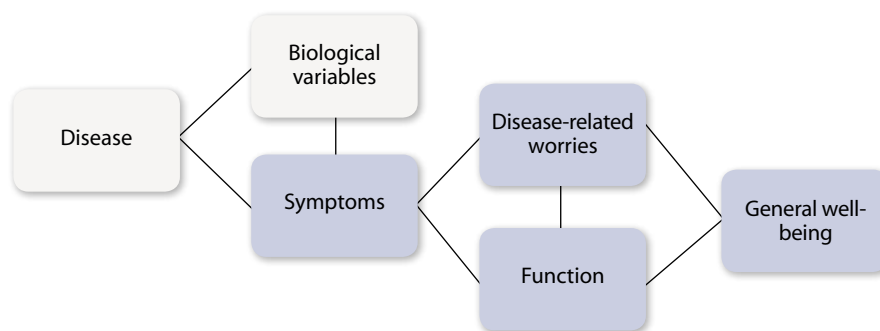 Disease
Biological
variables
Symptoms
Disease-related
worries
Function
General well-
being